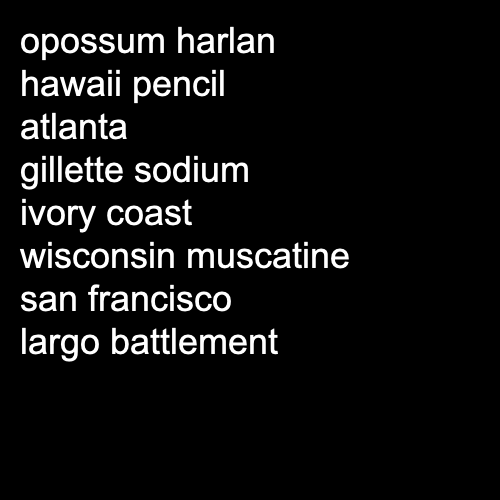 opossum harlan
hawaii pencil
atlanta
gillette sodium
ivory coast
wisconsin muscatine
san francisco
largo battlement